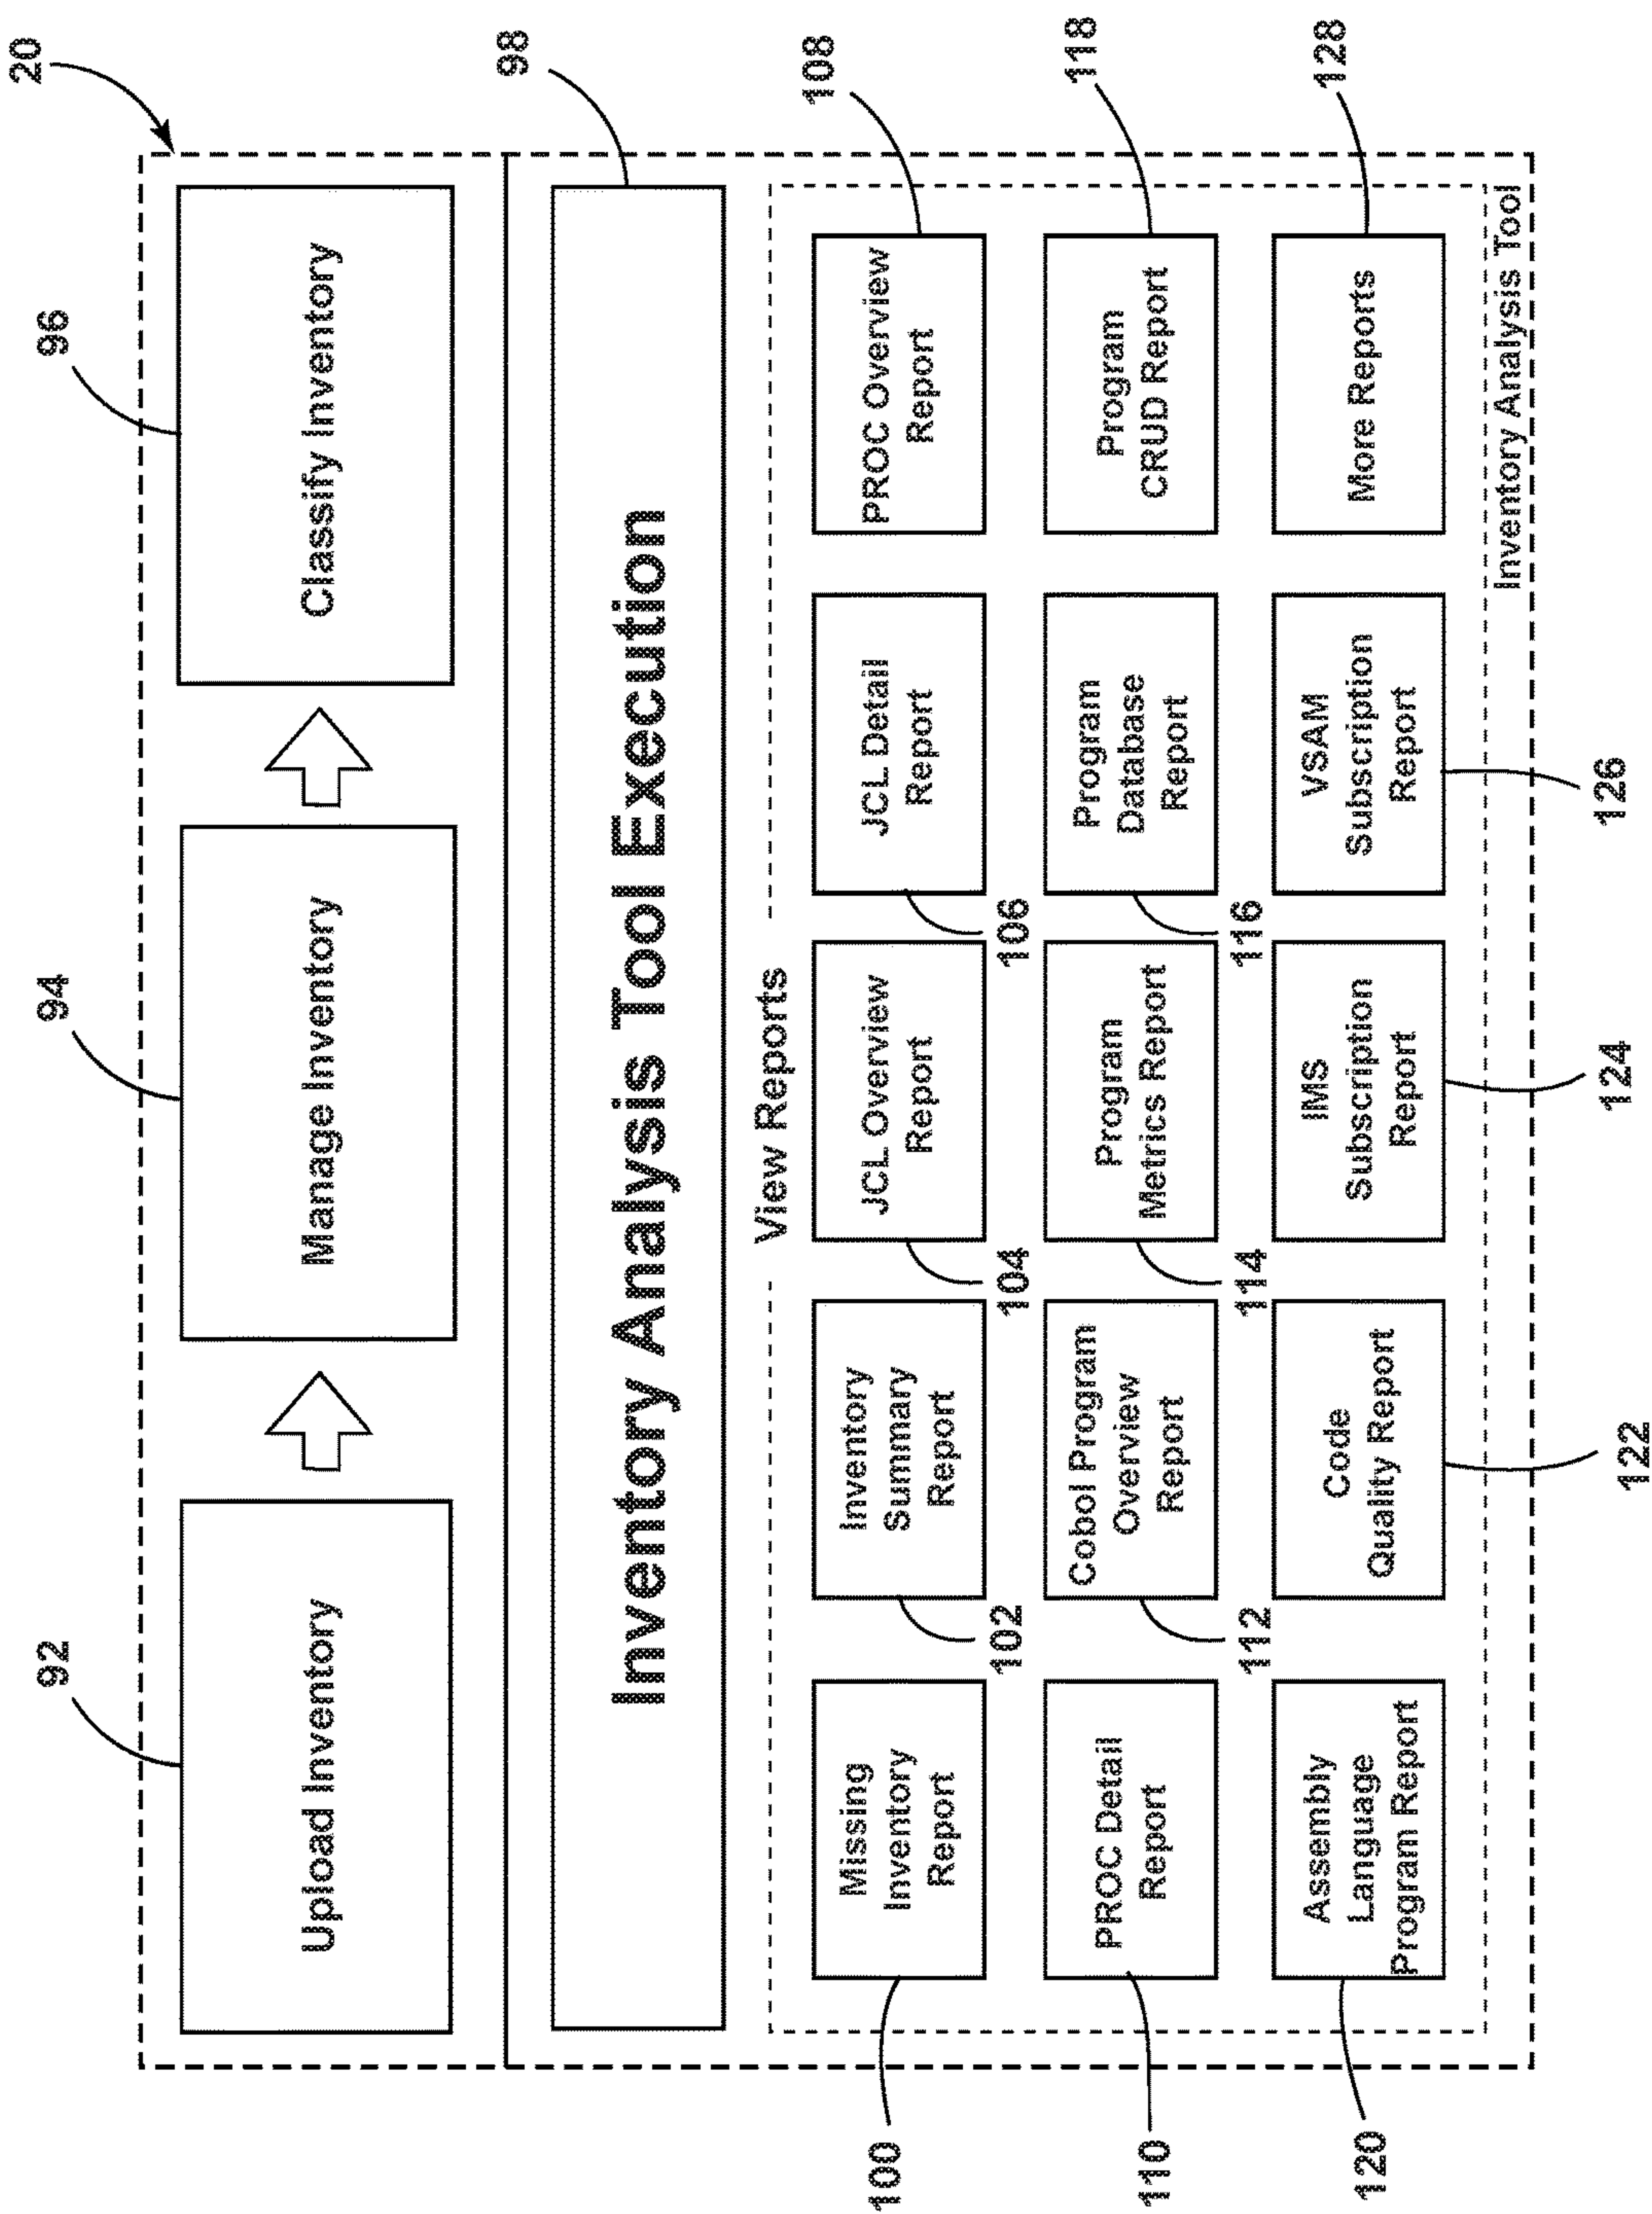 20
92
94
96
Upload Inventory
Manage Inventory
Classify Inventory
98
Inventory Analysis Tool Execution
View Reports
100
Missing
Inventory
Report
102
Inventory
Summary
Report
104
JCL Overview
Report
106
JCL Detail
Report
108
PROC Overview
Report
110
PROC Detail
Report
112
Cobol Program
Overview
Report
114
Program
Metrics Report
116
Program
Database
Report
118
Program
CRUD Report
120
Assembly
Language
Program Report
122
Code
Quality Report
124
IMS
Subscription
Report
126
VSAM
Subscription
Report
128
More Reports
Inventory Analysis Tool